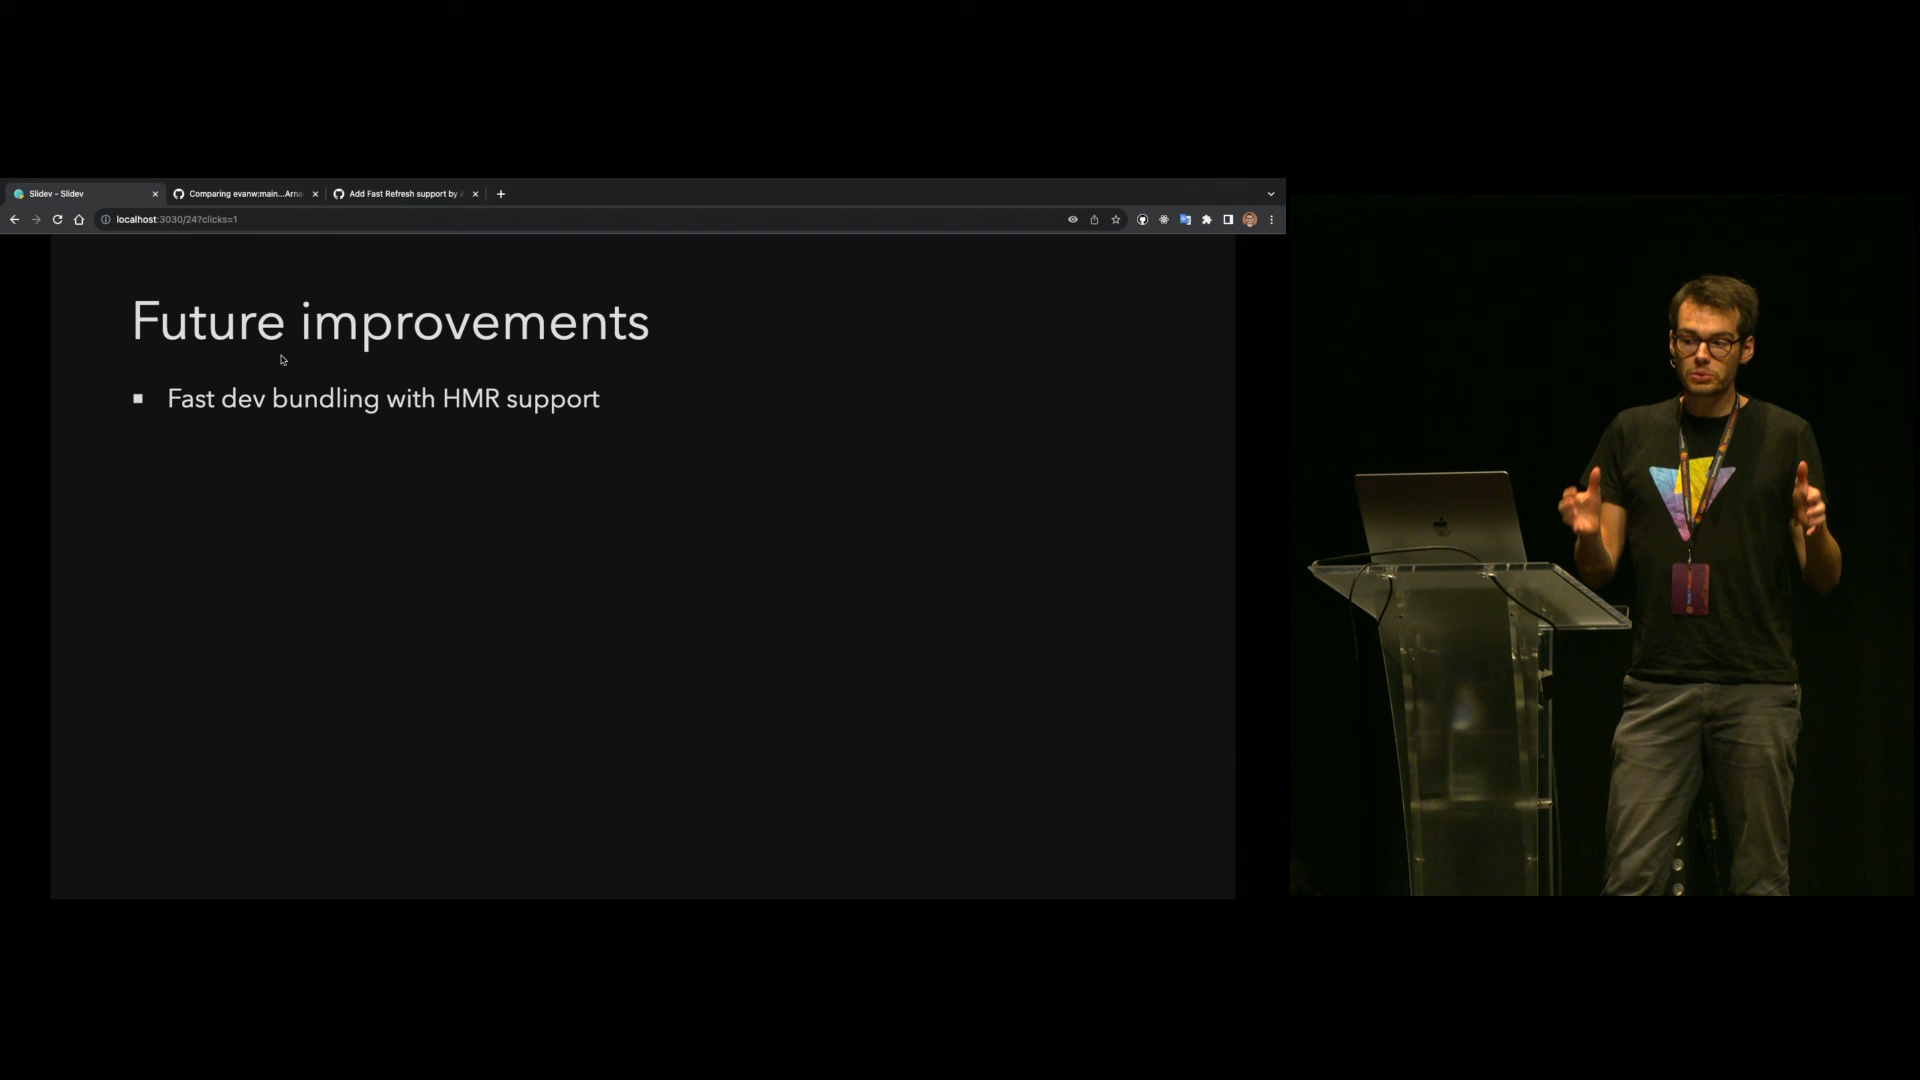 Slidev - Slidev
Comparing evanw:main...Arna
Add Fast Refresh support by
localhost:3030/24?clicks=1
Future improvements
Fast dev bundling with HMR support